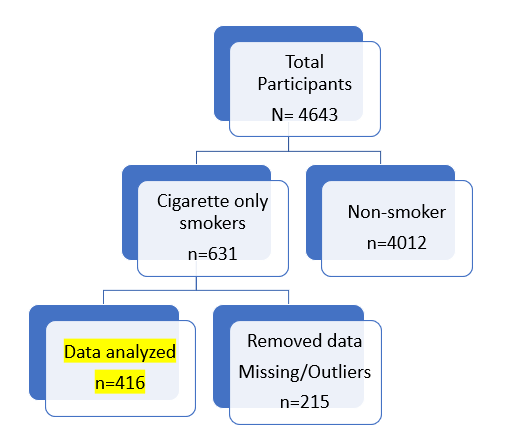 Total
Participants
N= 4643
Cigarette only
smokers
n=631
Non-smoker
n=4012
Data analyzed
n=416
Removed data
Missing/Outliers
n=215